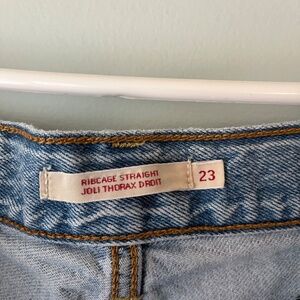 RIBCAGE STRAIGHT 23
JOLI THORAX DROIT